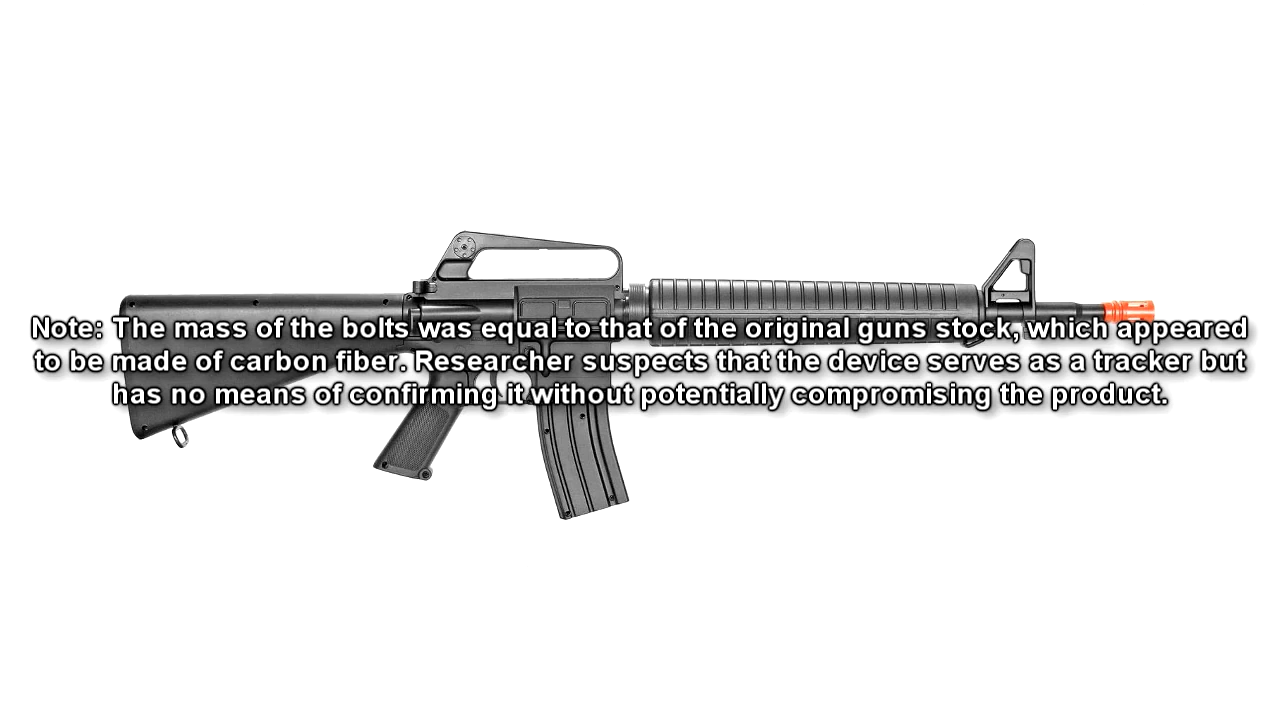 Note: The mass of the bolts was equal to that of the original guns stock, which appeared
to be made of carbon fiber. Researcher suspects that the device serves as a tracker but
has no means of confirming it without potentially compromising the product.